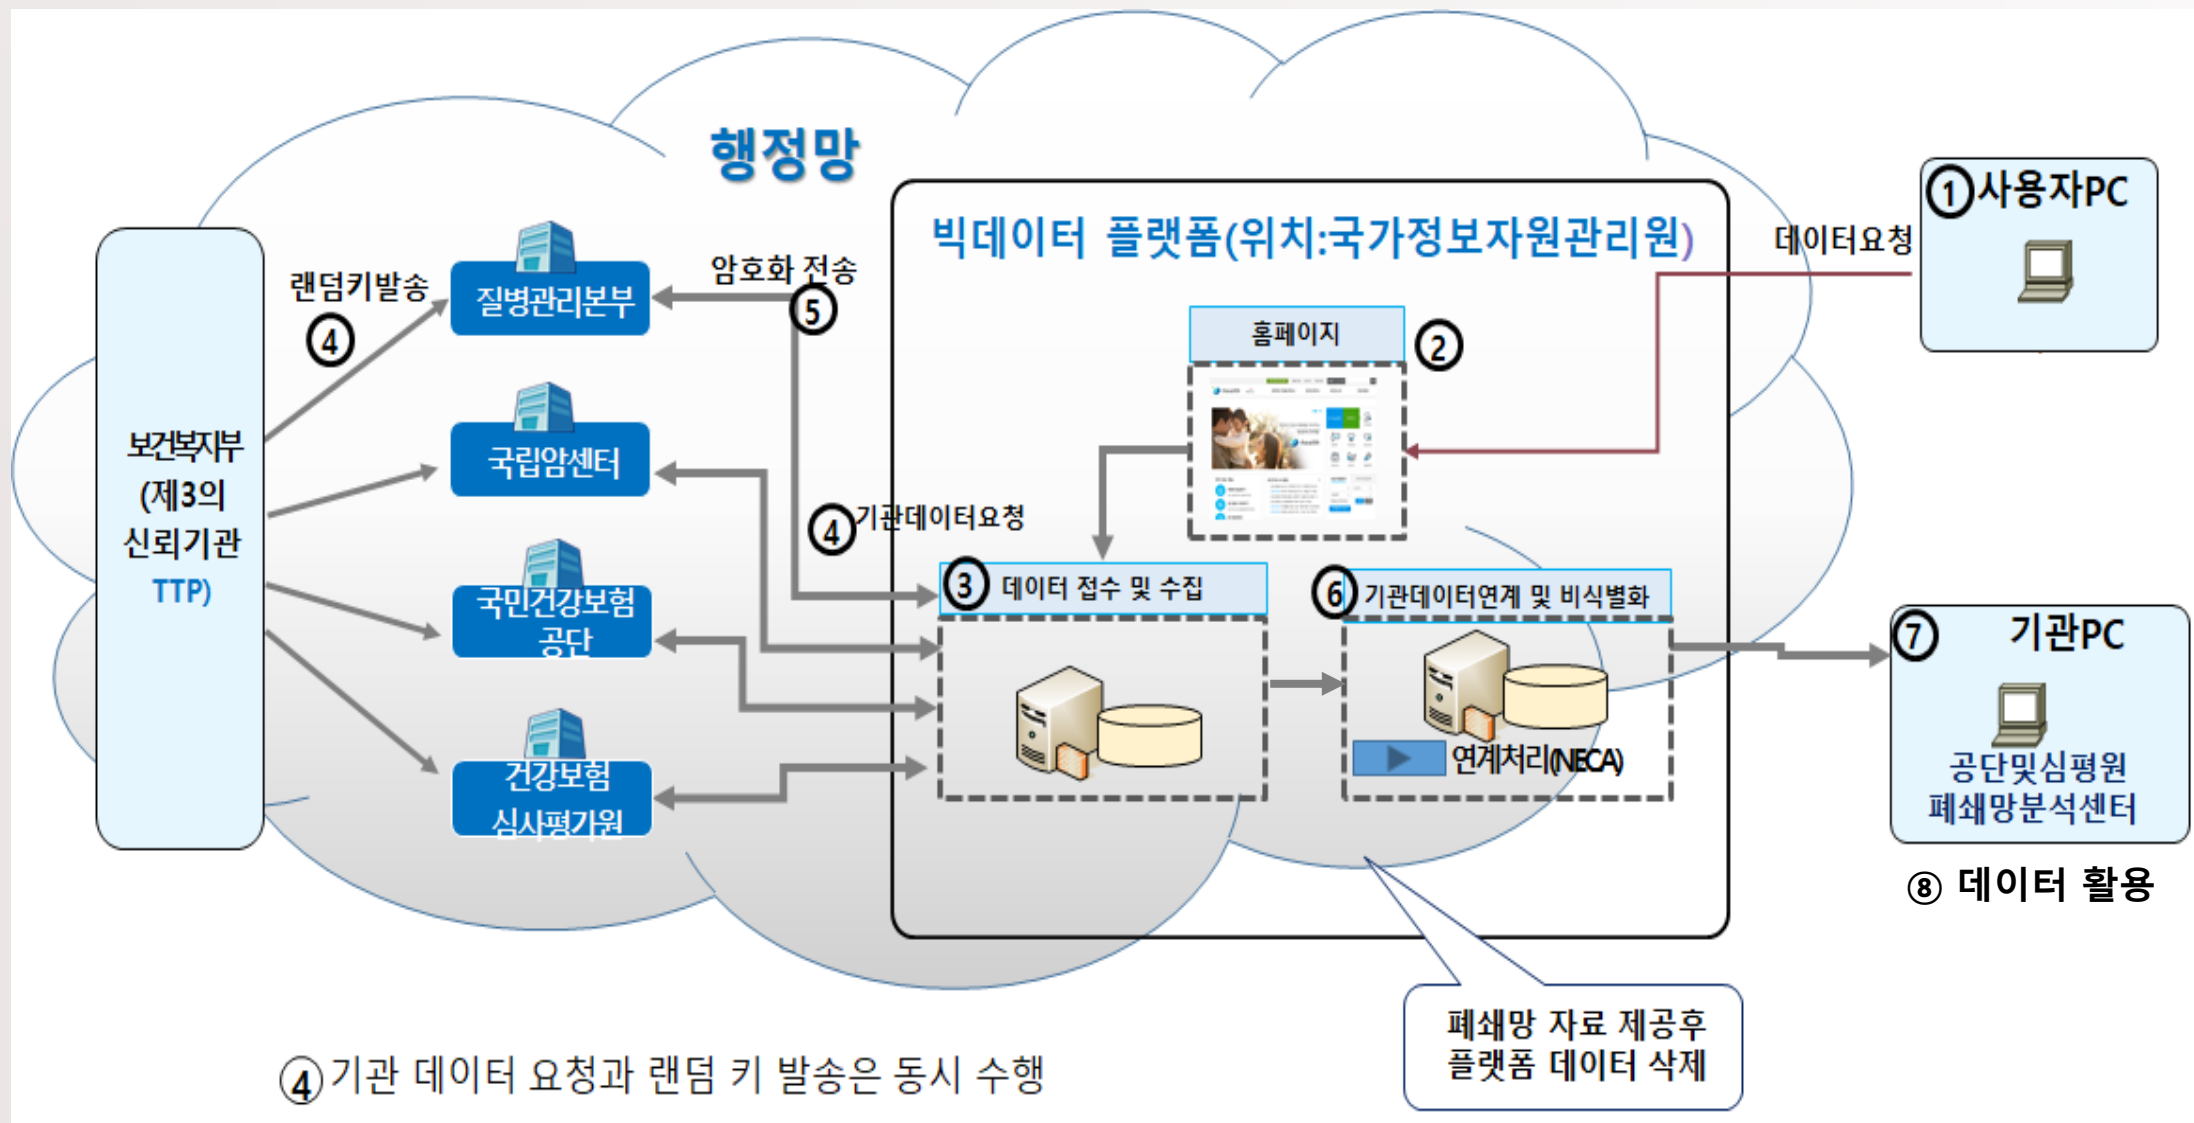 행정망
① 사용자PC
빅데이터 플랫폼(위치:국가정보자원관리원)
데이터요청
암호화 전송
⑤
랜덤키발송
④
질병관리본부
홈페이지
②
보건복지부
(제3의
신뢰기관
TTP)
국립암센터
④ 기관데이터요청
③ 데이터 접수 및 수집
⑥ 기관데이터연계 및 비식별화
국민건강보험
공단
⑦ 기관PC
연계처리(NECA)
건강보험
심사평가원
공단및심평원
폐쇄망분석센터
⑧ 데이터 활용
폐쇄망 자료 제공후
플랫폼 데이터 삭제
④ 기관 데이터 요청과 랜덤 키 발송은 동시 수행